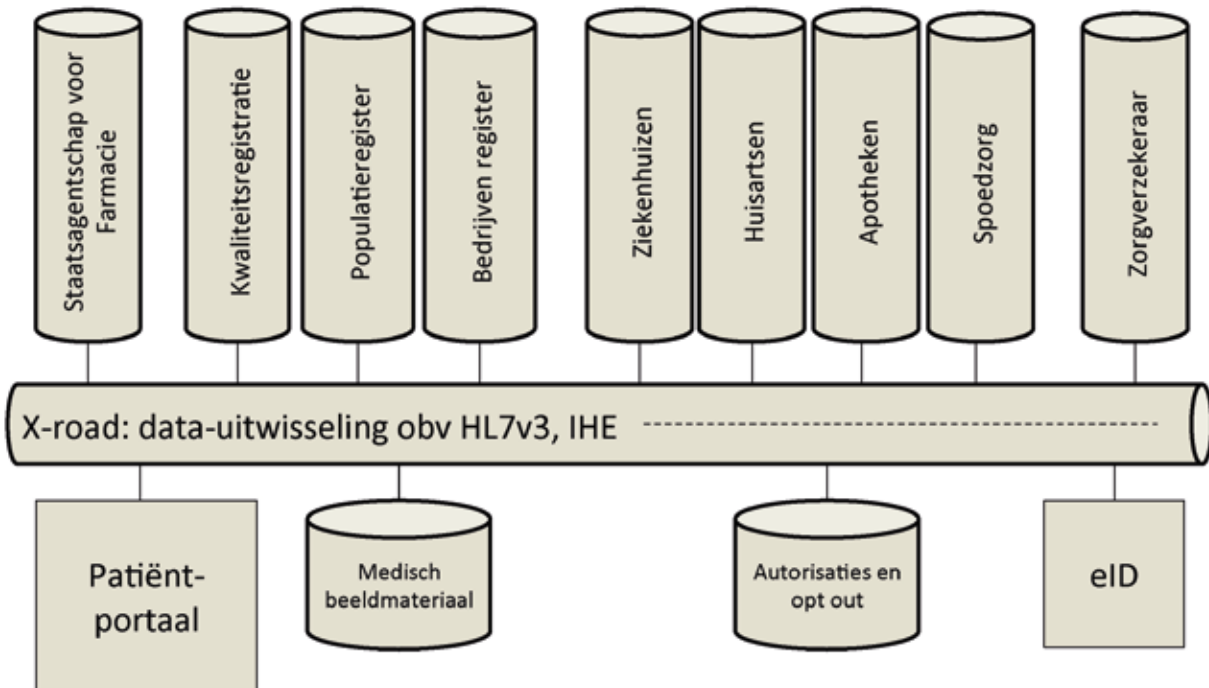 Staatsagentschap voor
Farmacie
Kwaliteitsregistratie
Populatieregister
Bedrijven register
Ziekenhuizen
Huisartsen
Apotheken
Spoedzorg
Zorgverzekeraar
X-road: data-uitwisseling obv HL7v3, IHE
Patiënt-
portaal
Medisch
beeldmateriaal
Autorisaties en
opt out
eID